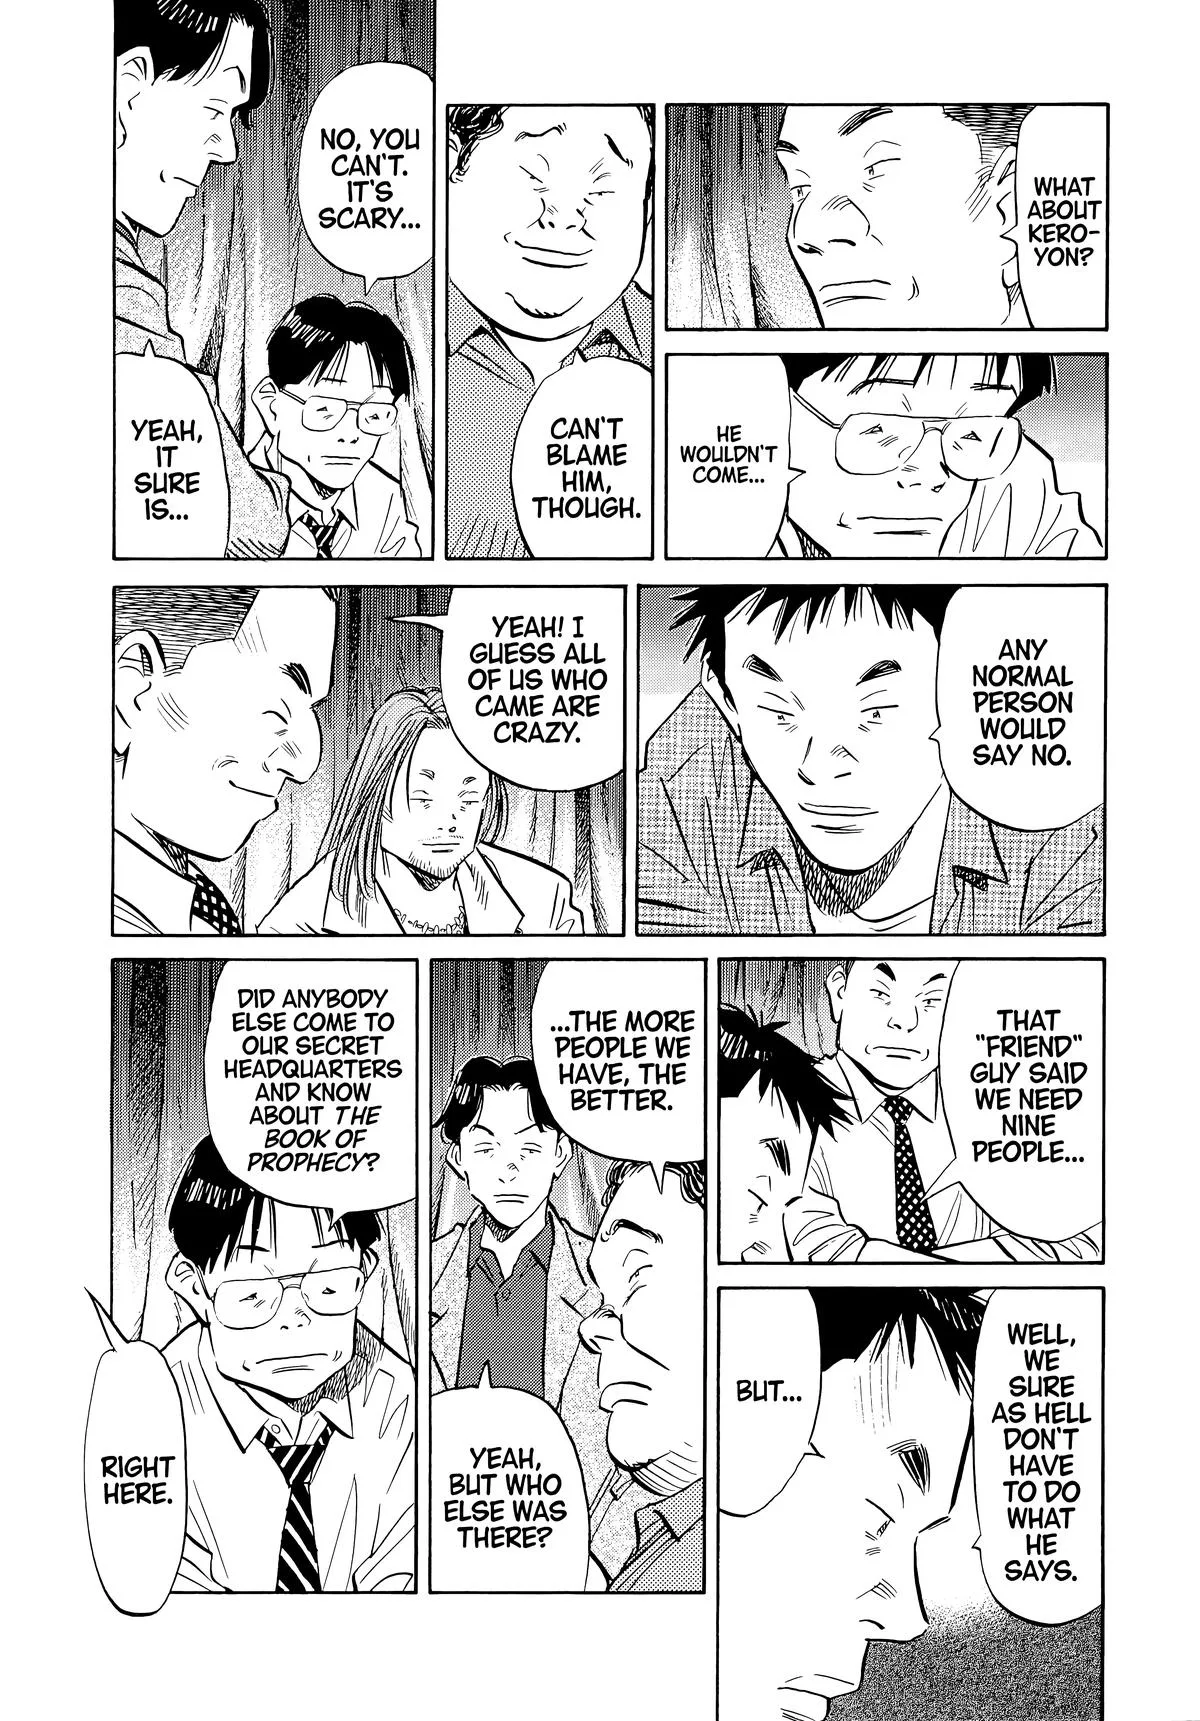 WHAT
ABOUT
KERO-
YON?
HE
WOULDN'T
COME...
CAN'T
BLAME
HIM,
THOUGH.
NO, YOU
CAN'T.
IT'S
SCARY...
YEAH,
IT
SURE
IS...
ANY
NORMAL
PERSON
WOULD
SAY NO.
YEAH! I
GUESS ALL
OF US WHO
CAME ARE
CRAZY.
THAT
"FRIEND"
GUY SAID
WE NEED
NINE
PEOPLE...
WELL,
WE
SURE
AS HELL
DON'T
HAVE
TO DO
WHAT
HE
SAYS.
BUT...
...THE MORE
PEOPLE WE
HAVE, THE
BETTER.
YEAH,
BUT WHO
ELSE WAS
THERE?
DID ANYBODY
ELSE COME TO
OUR SECRET
HEADQUARTERS
AND KNOW
ABOUT THE
BOOK OF
PROPHECY?
RIGHT
HERE.